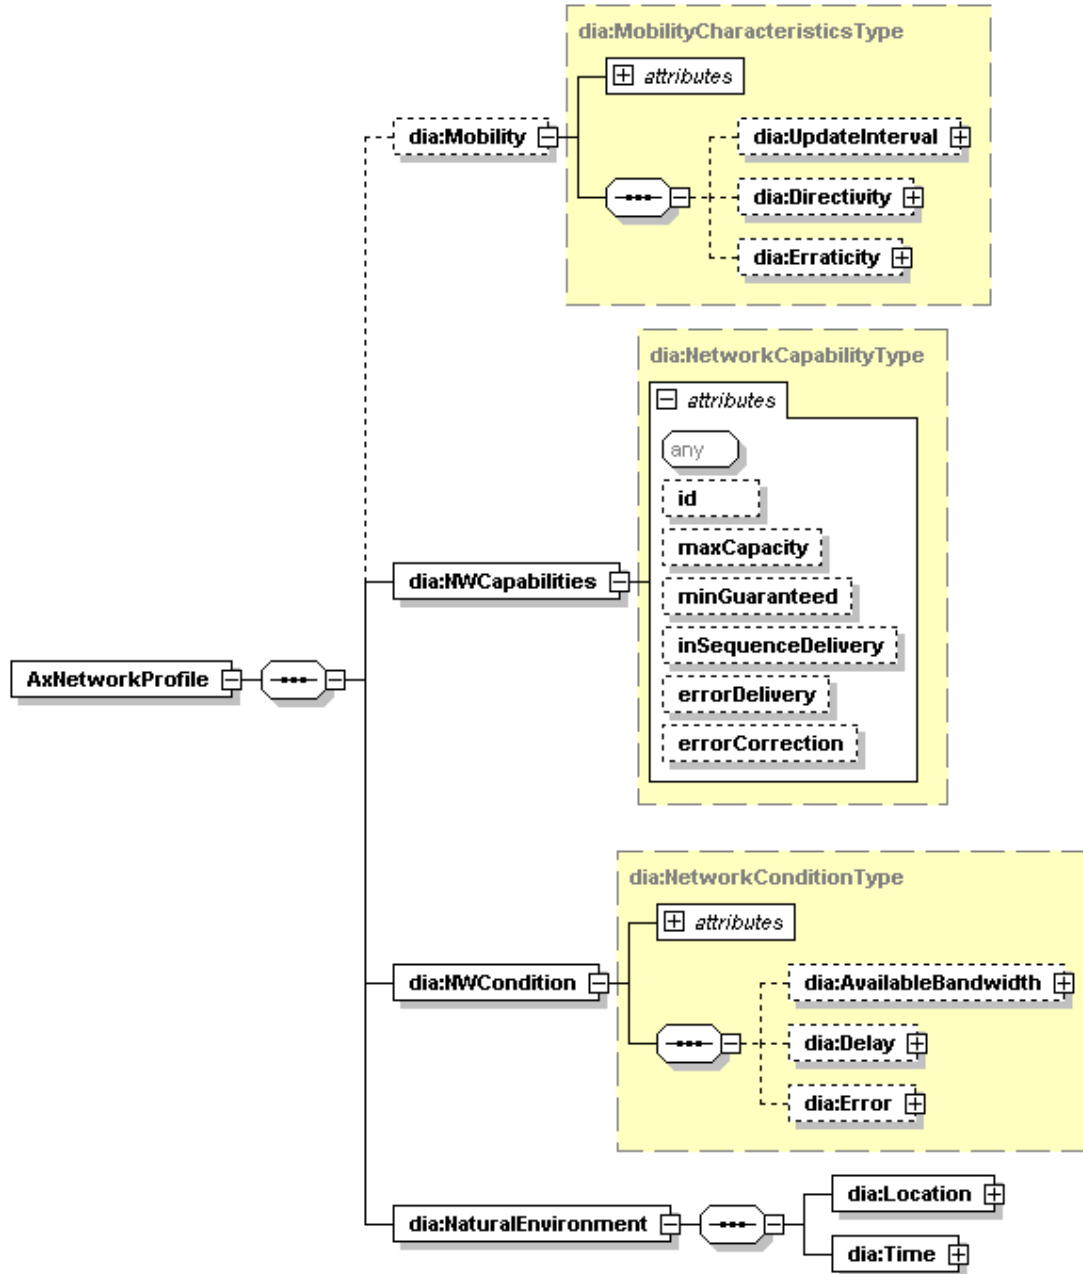 dia:MobilityCharacteristicsType
attributes
dia:Mobility
dia:UpdateInterval
dia:Directivity
dia:Erraticity
dia:NetworkCapabilityType
attributes
any
id
maxCapacity
dia:NWCapabilities
minGuaranteed
inSequenceDelivery
AxNetworkProfile
errorDelivery
errorCorrection
dia:NetworkConditionType
attributes
dia:NWCondition
dia:AvailableBandwidth
dia:Delay
dia:Error
dia:Location
dia:NaturalEnvironment
dia:Time